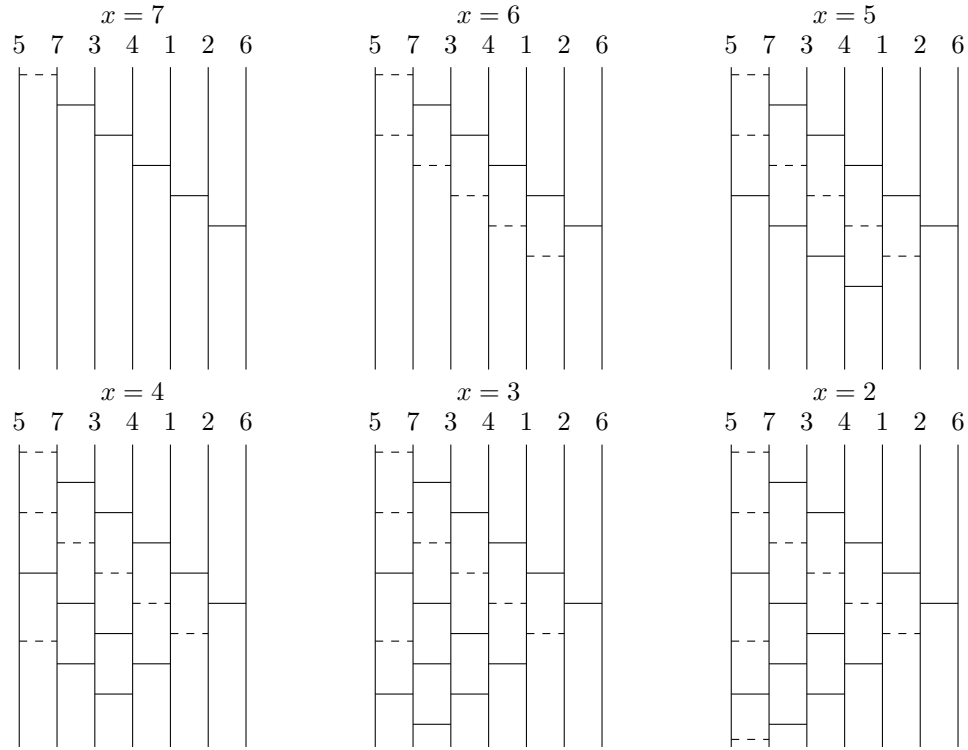 x = 7 x = 6 x = 5
5 7 3 4 1 2 6 5 7 3 4 1 2 6 5 7 3 4 1 2 6
x = 4 x = 3 x = 2
5 7 3 4 1 2 6 5 7 3 4 1 2 6 5 7 3 4 1 2 6